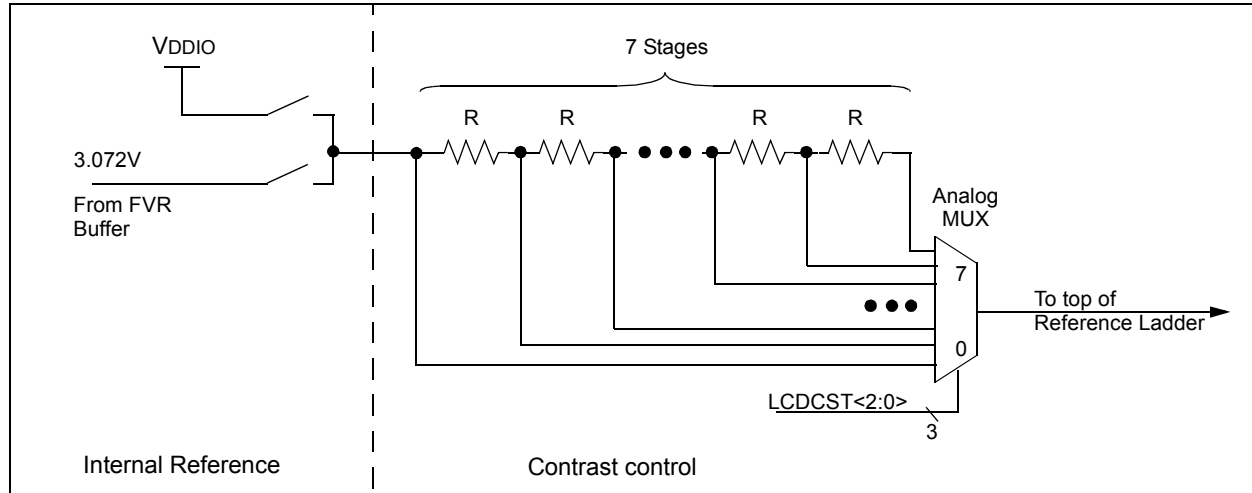 VDDIO
7 Stages
R R R R
3.072V
From FVR
Buffer
Analog
MUX
7
0
To top of
Reference Ladder
LCDCST<2:0>
3
Internal Reference
Contrast control